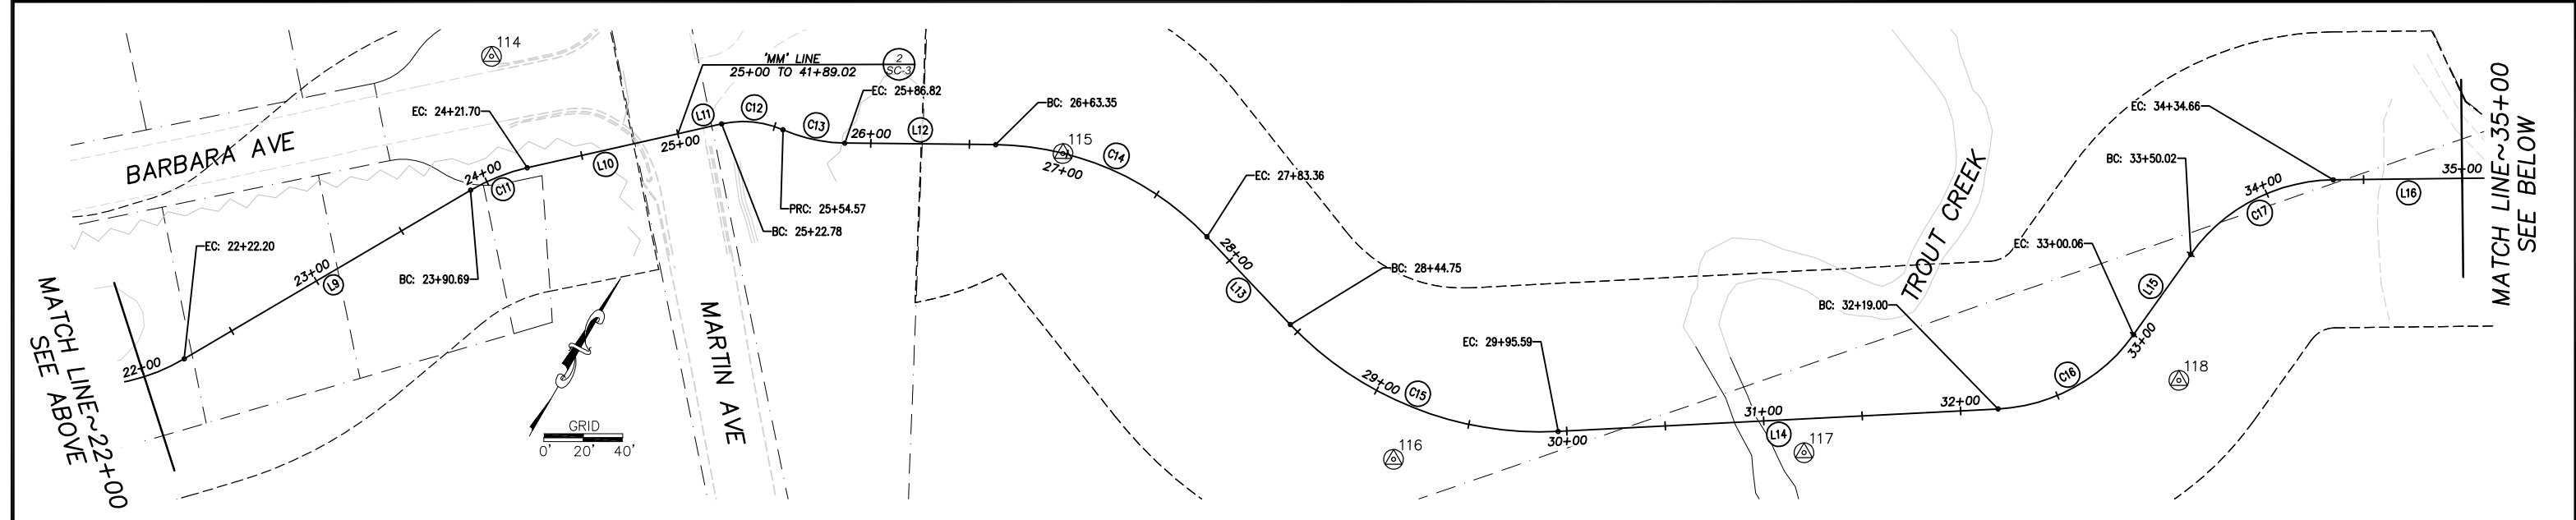 114
'MM' LINE
25+00 TO 41+89.02
2
SC-3
EC: 24+21.70
L11
C12
C13
EC: 25+86.82
BC: 26+63.35
EC: 34+34.66
MATCH LINE~35+00
SEE BELOW
BARBARA AVE
24+00
C11
L10
25+00
26+00
L12
115
27+00
C14
BC: 33+50.02
TROUT CREEK
34+00
C17
35+00
L16
EC: 22+22.20
PRC: 25+54.57
BC: 25+22.78
EC: 27+83.36
28+00
L13
BC: 28+44.75
EC: 33+00.06
23+00
L9
BC: 23+90.69
BC: 32+19.00
L15
MATCH LINE~22+00
SEE ABOVE
22+00
MARTIN AVE
GRID
0' 20' 40'
EC: 29+95.59
29+00
C15
116
30+00
31+00
L14
117
32+00
C16
33+00
118